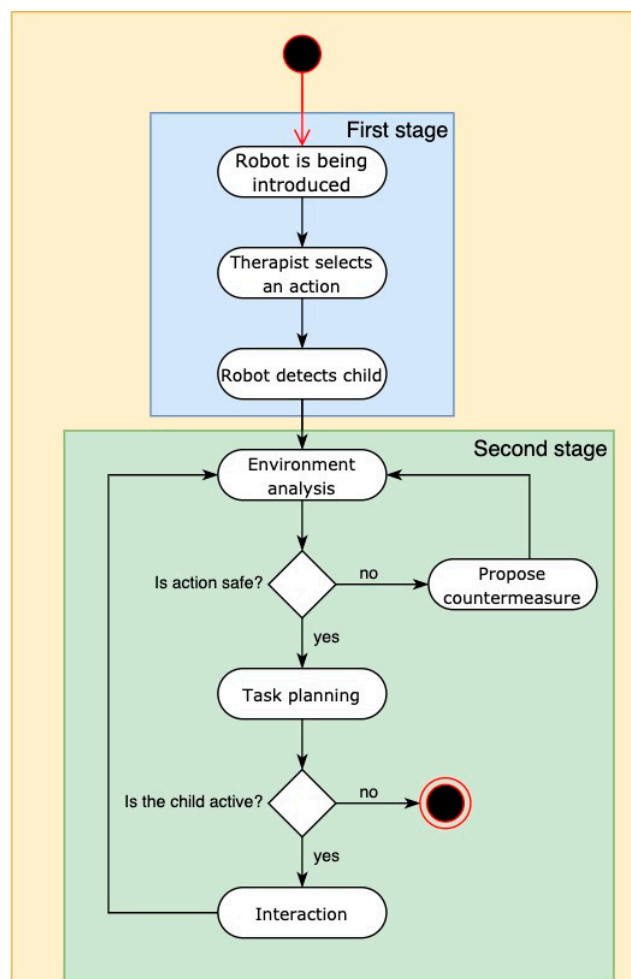 First stage
Robot is being
introduced
Therapist selects
an action
Robot detects child
Second stage
Environment
analysis
Is action safe?
no
Propose
countermeasure
yes
Task planning
Is the child active?
no
yes
Interaction